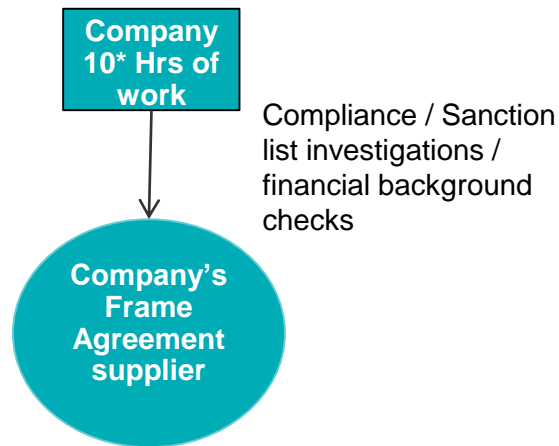 Company
10* Hrs of
work
Compliance / Sanction
list investigations /
financial background
checks
Company’s
Frame
Agreement
supplier